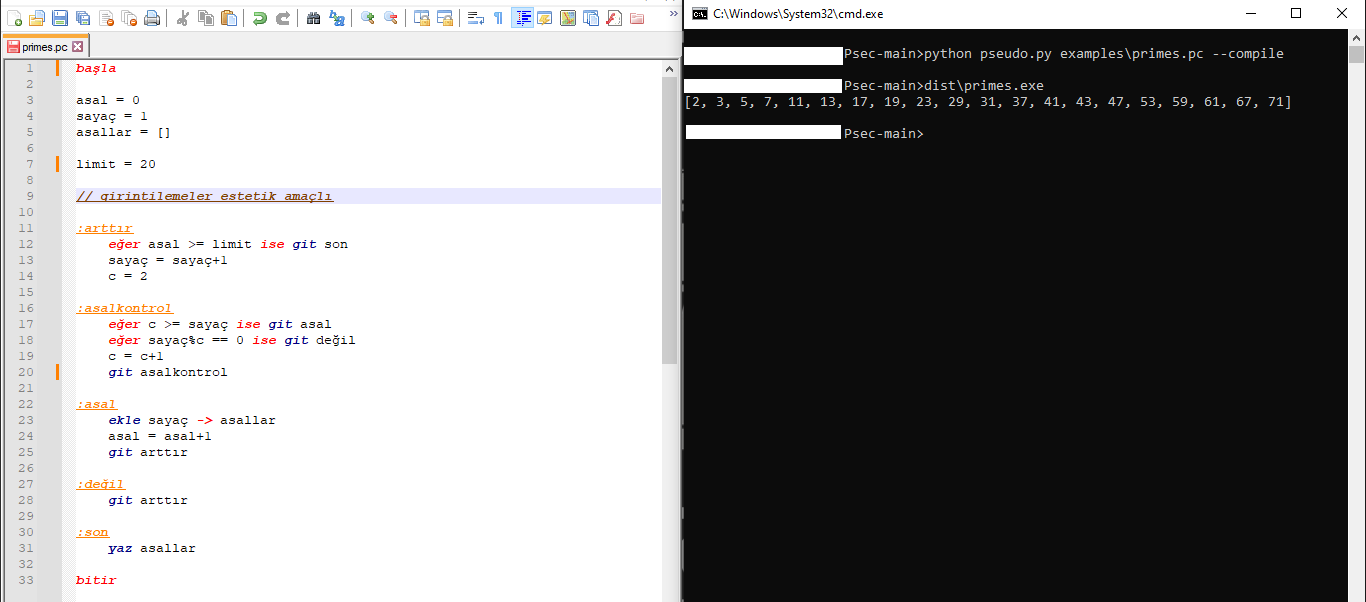 primes.pc
1 başla
2
3 asal = 0
4 sayaç = 1
5 asallar = []
6
7 limit = 20
8
9 // girintilemeler estetik amaçlı
10
11 :arttır
12 eğer asal >= limit ise git son
13 sayaç = sayaç+1
14 c = 2
15
16 :asalkontrol
17 eğer c >= sayaç ise git asal
18 eğer sayaç%c == 0 ise git değil
19 c = c+1
20 git asalkontrol
21
22 :asal
23 ekle sayaç -> asallar
24 asal = asal+1
25 git arttır
26
27 :değil
28 git arttır
29
30 :son
31 yaz asallar
32
33 bitir
C:\Windows\System32\cmd.exe
Psec-main>python pseudo.py examples\primes.pc --compile
Psec-main>dist\primes.exe
[2, 3, 5, 7, 11, 13, 17, 19, 23, 29, 31, 37, 41, 43, 47, 53, 59, 61, 67, 71]
Psec-main>